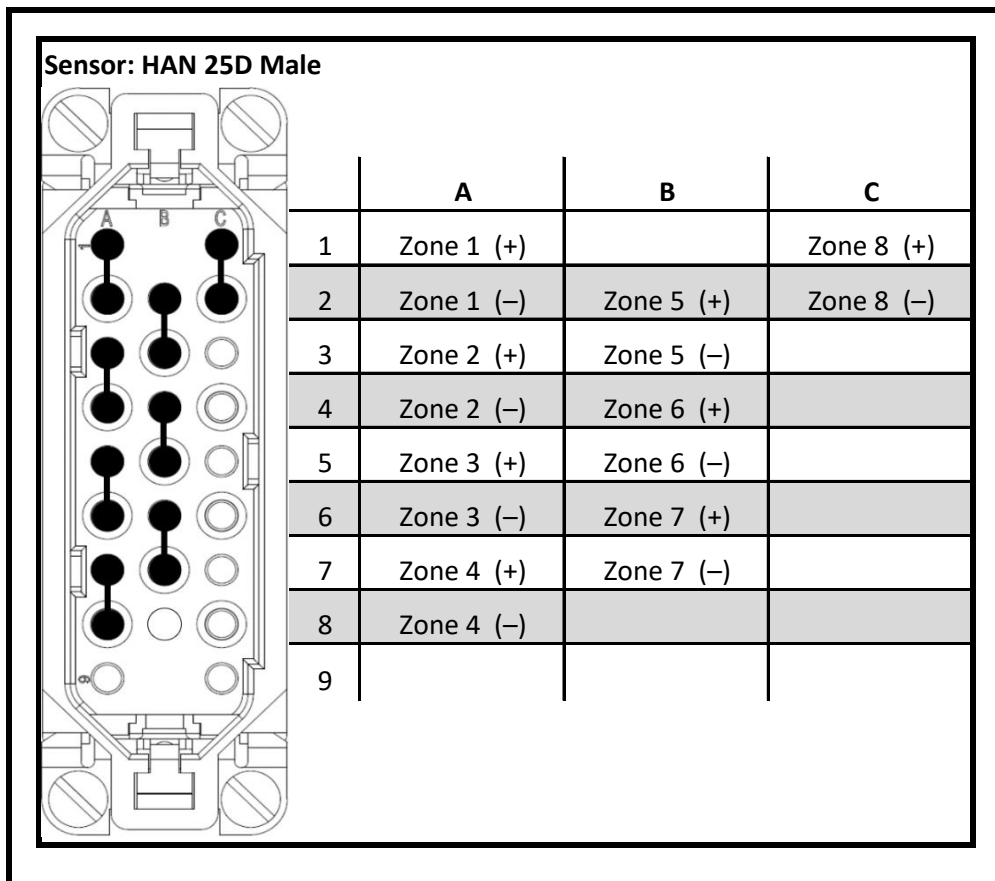 Sensor: HAN 25D Male
A B C
A B C
1 1 Zone 1 (+) Zone 8 (+)
2 Zone 1 (–) Zone 5 (+) Zone 8 (–)
3 Zone 2 (+) Zone 5 (–)
4 Zone 2 (–) Zone 6 (+)
5 Zone 3 (+) Zone 6 (–)
6 Zone 3 (–) Zone 7 (+)
7 Zone 4 (+) Zone 7 (–)
8 Zone 4 (–)
9 9